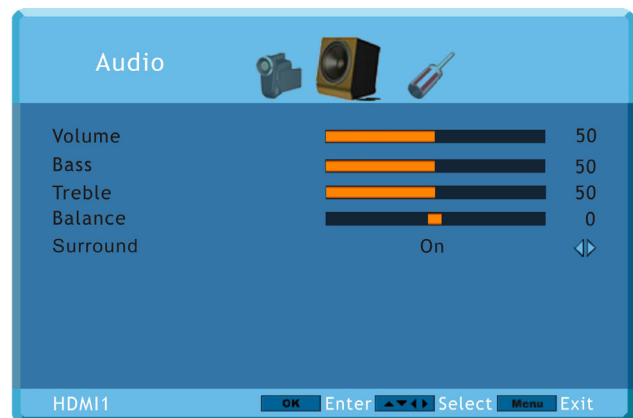 Audio
Volume 50
Bass 50
Treble 50
Balance 0
Surround On
HDMI1 OK Enter Select Menu Exit